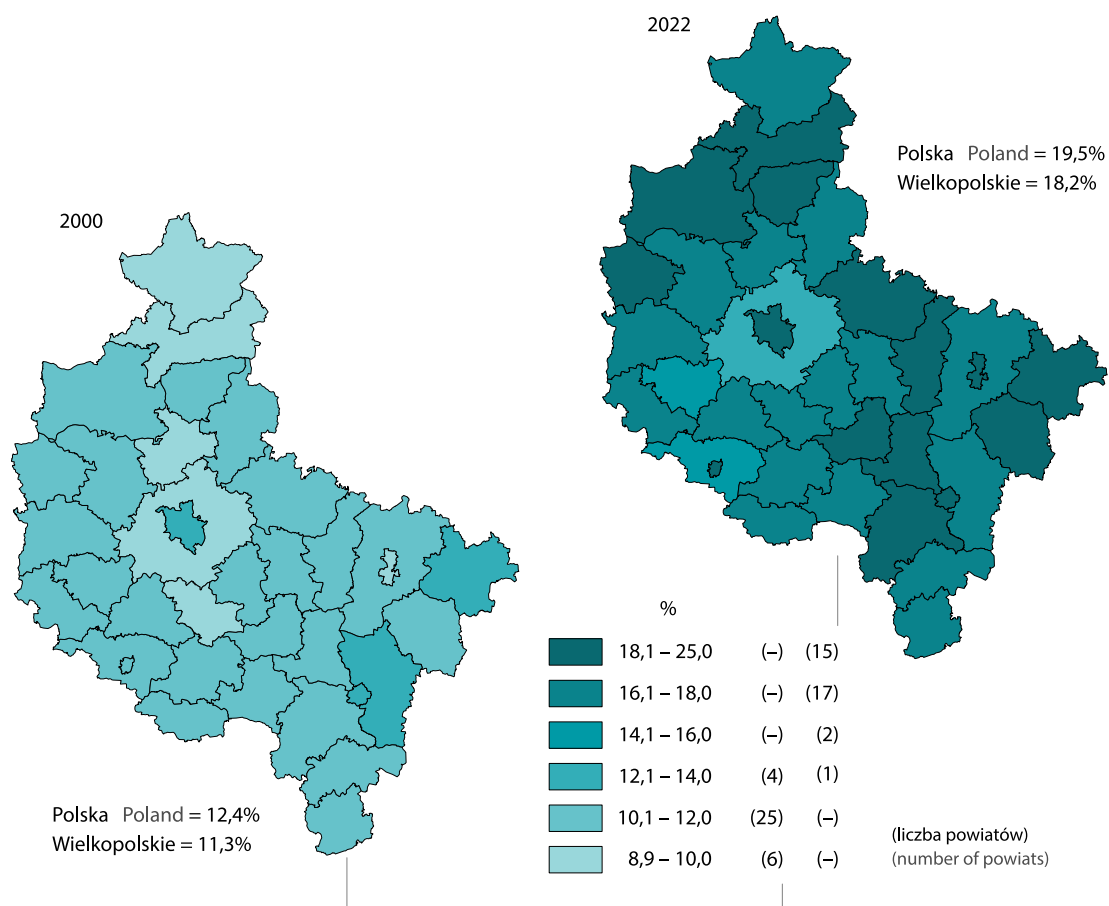 2022
Polska Poland = 19,5%
Wielkopolskie = 18,2%
2000
Polska Poland = 12,4%
Wielkopolskie = 11,3%
%
18,1 – 25,0 (–) (15)
16,1 – 18,0 (–) (17)
14,1 – 16,0 (–) (2)
12,1 – 14,0 (4) (1)
10,1 – 12,0 (25) (–)
8,9 – 10,0 (6) (–)
(liczba powiatów)
(number of powiats)